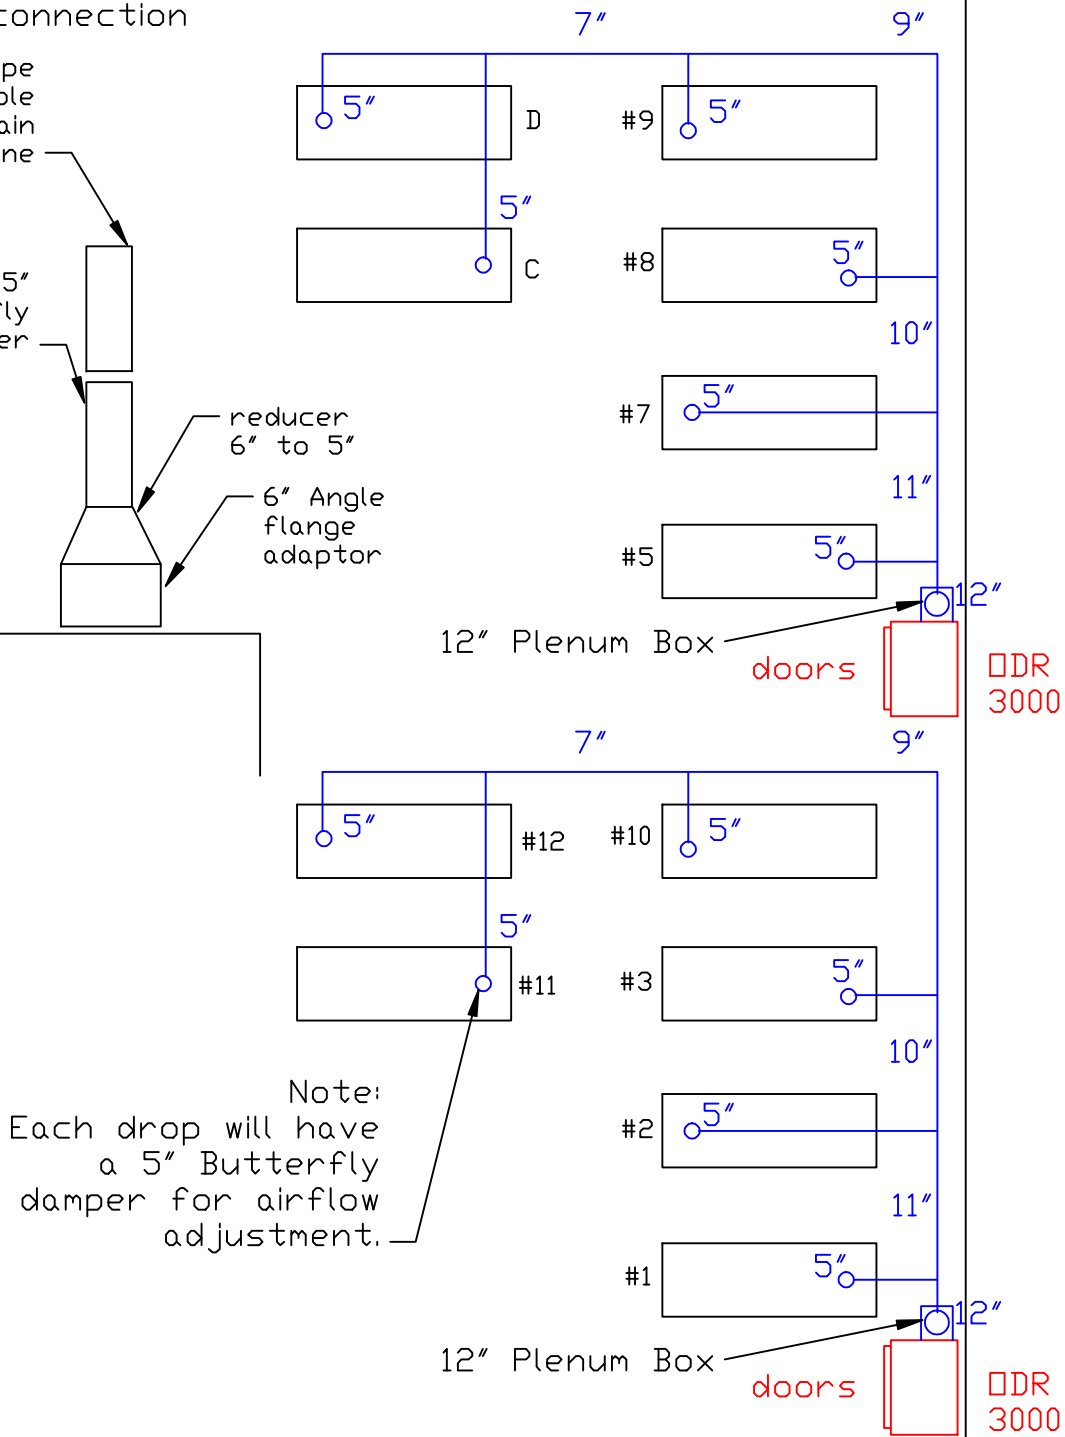 connection
7"
9"
5"
D
#9
5"
5"
C
#8
5"
10"
5"
#7
11"
reducer
6" to 5"
6" Angle
flange
adaptor
#5
5"
12"
12" Plenum Box
doors
ODR
3000
5"
7"
9"
5"
#12
#10
5"
5"
#11
#3
5"
10"
Note:
Each drop will have
a 5" Butterfly
damper for airflow
adjustment.
#2
5"
11"
#1
5"
12"
12" Plenum Box
doors
ODR
3000